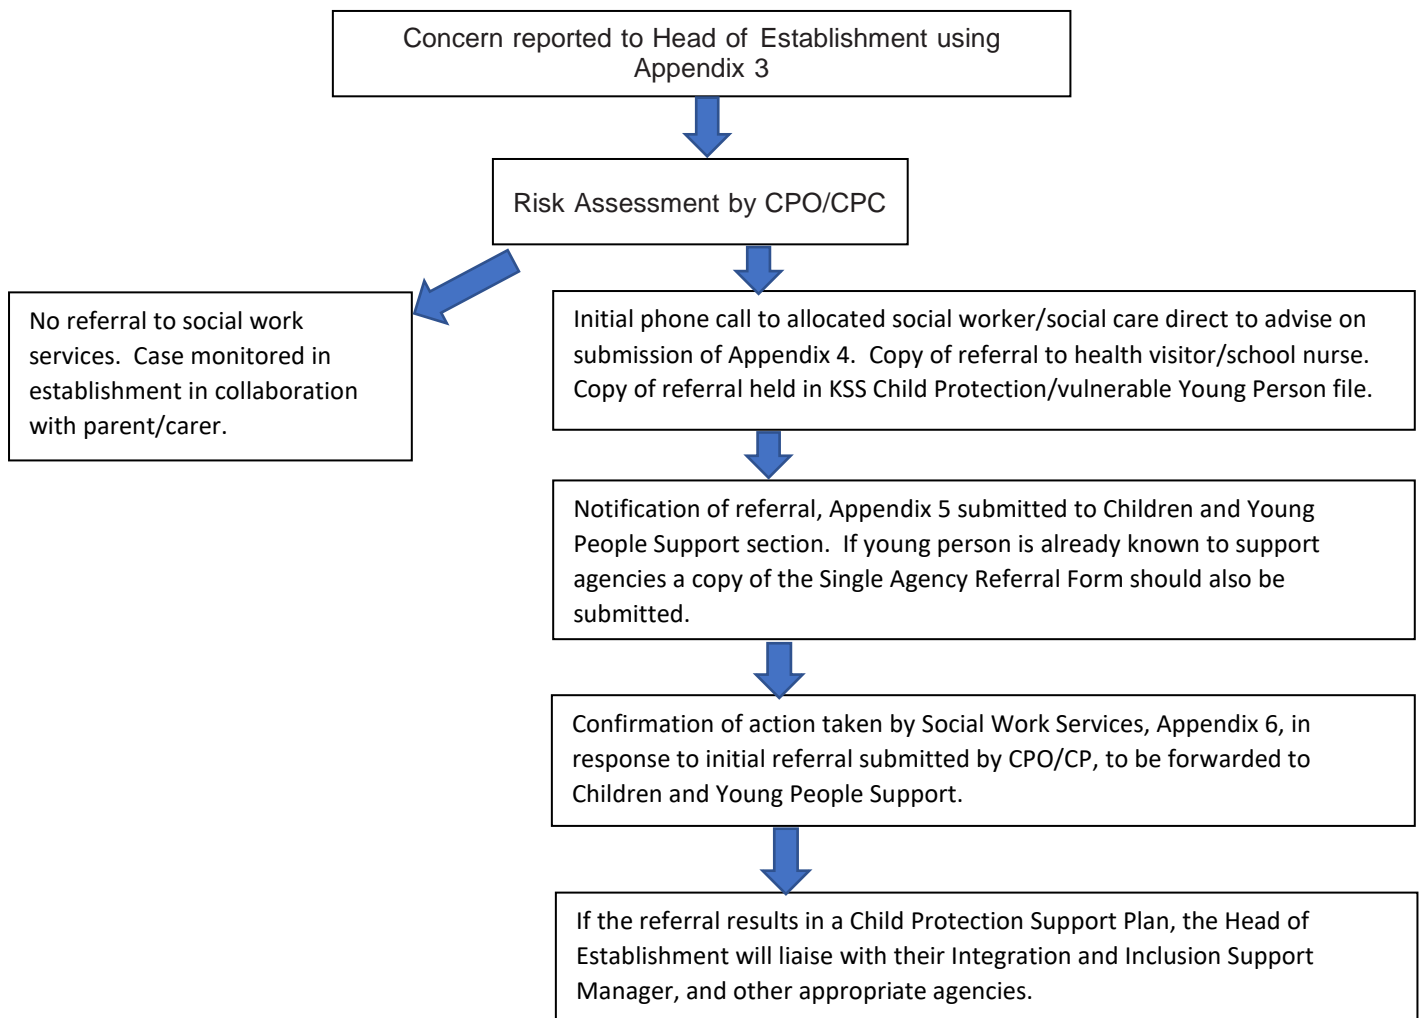 Concern reported to Head of Establishment using
Appendix 3
Risk Assessment by CPO/CPC
No referral to social work
services. Case monitored in
establishment in collaboration
with parent/carer.
Initial phone call to allocated social worker/social care direct to advise on
submission of Appendix 4. Copy of referral to health visitor/school nurse.
Copy of referral held in KSS Child Protection/vulnerable Young Person file.
Notification of referral, Appendix 5 submitted to Children and Young
People Support section. If young person is already known to support
agencies a copy of the Single Agency Referral Form should also be
submitted.
Confirmation of action taken by Social Work Services, Appendix 6, in
response to initial referral submitted by CPO/CP, to be forwarded to
Children and Young People Support.
If the referral results in a Child Protection Support Plan, the Head of
Establishment will liaise with their Integration and Inclusion Support
Manager, and other appropriate agencies.